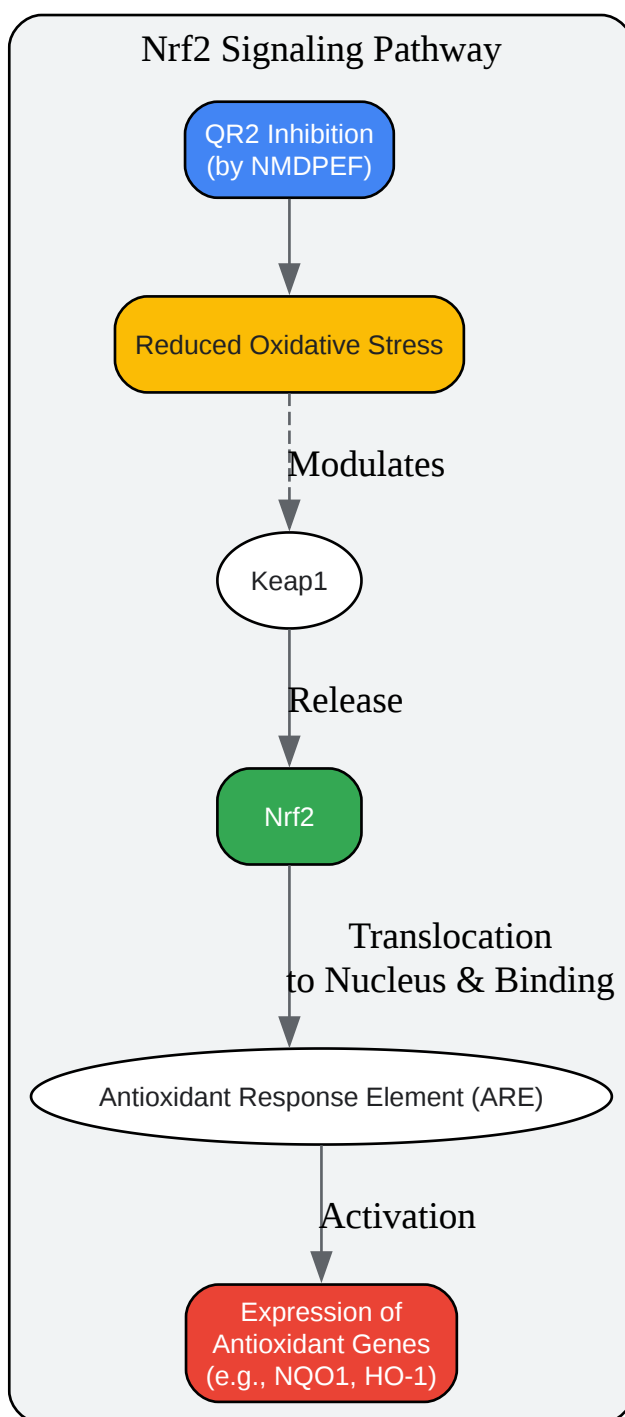 Nrf2 Signaling Pathway
QR2 Inhibition
(by NMDPEF)
Reduced Oxidative Stress
Modulates
Keap1
Release
Nrf2
Translocation
to Nucleus & Binding
Antioxidant Response Element (ARE)
Activation
Expression of
Antioxidant Genes
(e.g., NQO1, HO-1)